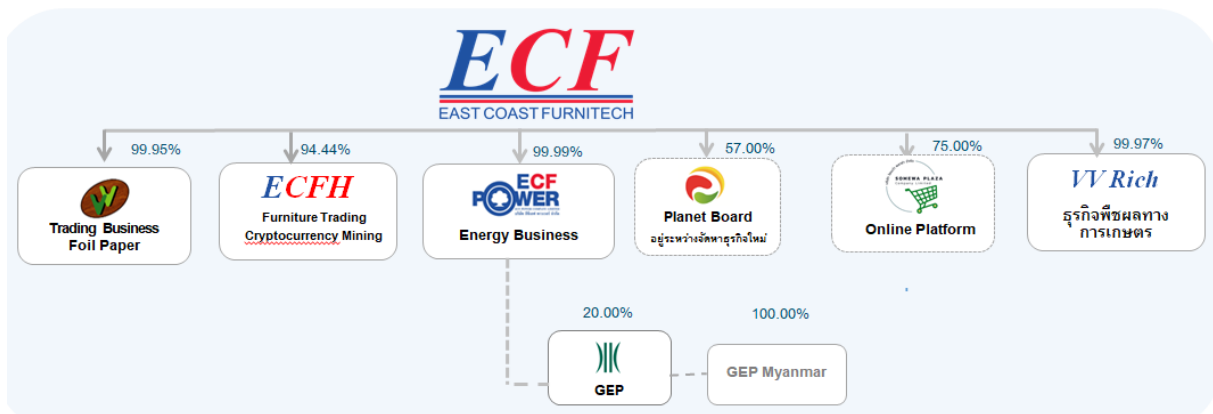 ECF
EAST COAST FURNITECH
99.95%
94.44%
99.99%
57.00%
75.00%
99.97%
Trading Business
Foil Paper
ECFH
Furniture Trading
Cryptocurrency Mining
ECF
POWER
Energy Business
Planet Board
อยู่ระหว่างจัดหาธุรกิจใหม่
PLAZA
Online Platform
VV Rich
ธุรกิจพืชผลทาง
การเกษตร
20.00%
100.00%
GEP
GEP Myanmar